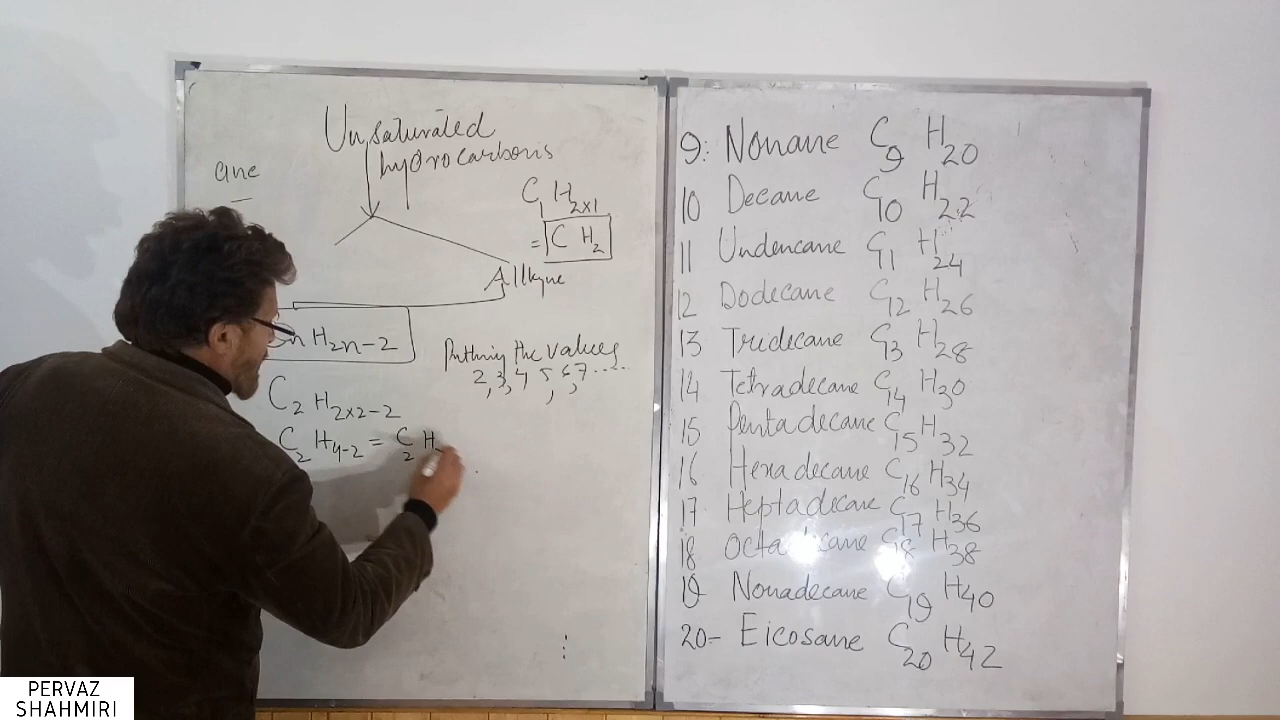 Unsaturated
hydrocarbons
ane
C₁ H₂ₓ₁
= C H₂
Alkyne
Cn H2n-2
Putting the values
2, 3, 4, 5, 6, 7 .....
C₂ H₂ₓ₂₋₂
C₂ H₄₋₂ = C₂ H
9: Nonane C₉ H₂₀
10 Decane C₁₀ H₂₂
11 Undencane C₁₁ H₂₄
12 Dodecane C₁₂ H₂₆
13 Tridecane C₁₃ H₂₈
14 Tetradecane C₁₄ H₃₀
15 Pentadecane C₁₅ H₃₂
16 Hexadecane C₁₆ H₃₄
17 Heptadecane C₁₇ H₃₆
18 Octadecane C₁₈ H₃₈
19 Nonadecane C₁₉ H₄₀
20- Eicosane C₂₀ H₄₂
PERVAZ
SHAHMIRI